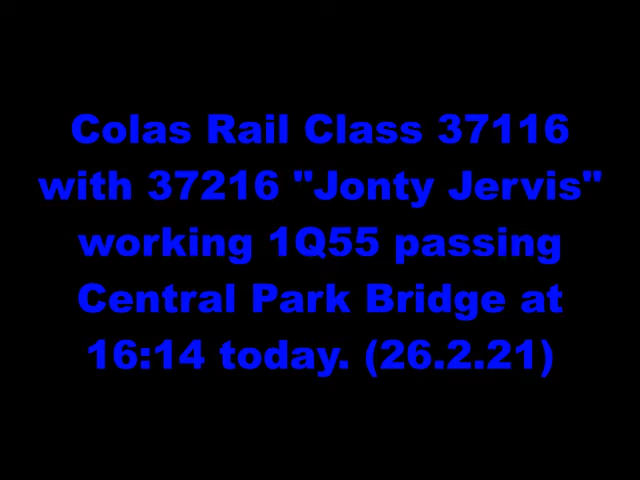 Colas Rail Class 37116
with 37216 "Jonty Jervis"
working 1Q55 passing
Central Park Bridge at
16:14 today. (26.2.21)